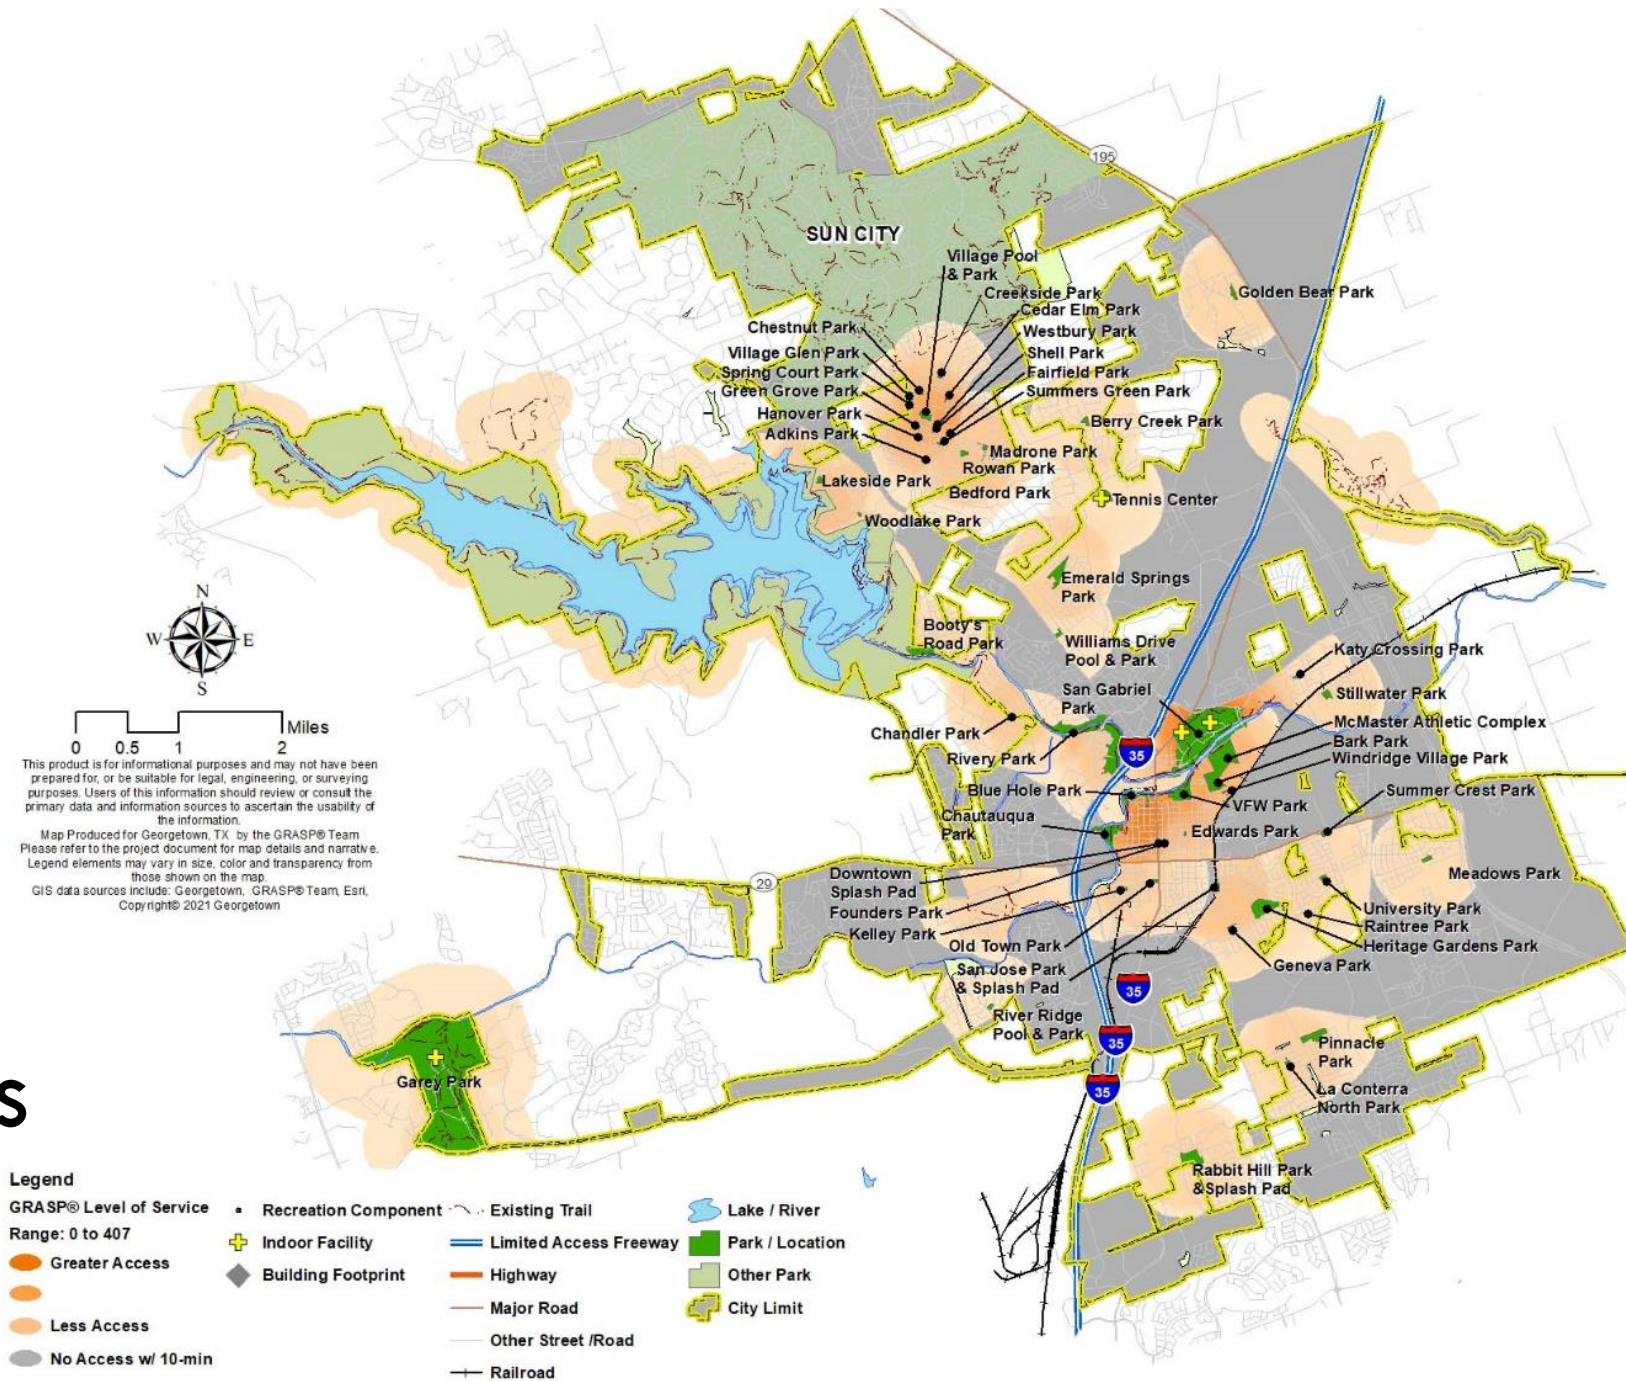 195
SUN CITY
Village Pool
& Park
Golden Bear Park
Creekside Park
Cedar Elm Park
Chestnut Park
Westbury Park
Village Glen Park
Shell Park
Spring Court Park
Fairfield Park
Green Grove Park
Summers Green Park
Hanover Park
Berry Creek Park
Adkins Park
Madrone Park
Rowan Park
Lakeside Park
Bedford Park
Tennis Center
Woodlake Park
Emerald Springs
Park
N
W E
S
Booty's
Road Park
Williams Drive
Pool & Park
Katy Crossing Park
San Gabriel
Park
Stillwater Park
McMaster Athletic Complex
Chandler Park
Bark Park
35
Rivery Park
Windridge Village Park
Blue Hole Park
Summer Crest Park
VFW Park
Chautauqua
Park
Edwards Park
Miles
0 0.5 1 2
This product is for informational purposes and may not have been
prepared for, or be suitable for legal, engineering, or surveying
purposes. Users of this information should review or consult the
primary data and information sources to ascertain the usability of
the information.
Map Produced for Georgetown, TX by the GRASP® Team
Please refer to the project document for map details and narrative.
Legend elements may vary in size, color and transparency from
those shown on the map.
GIS data sources include: Georgetown, GRASP® Team, Esri,
Copyright© 2021 Georgetown
29
Downtown
Splash Pad
Meadows Park
Founders Park
University Park
Kelley Park
Raintree Park
Old Town Park
Heritage Gardens Park
San Jose Park
& Splash Pad
Geneva Park
35
River Ridge
Pool & Park
35
Pinnacle
Park
Garey Park
35
La Conterra
North Park
S
Rabbit Hill Park
&Splash Pad
Legend
GRASP® Level of Service
Range: 0 to 407
Greater Access
Less Access
No Access w/ 10-min
Recreation Component
Indoor Facility
Building Footprint
Existing Trail
Limited Access Freeway
Highway
Major Road
Other Street /Road
Railroad
Lake / River
Park / Location
Other Park
City Limit